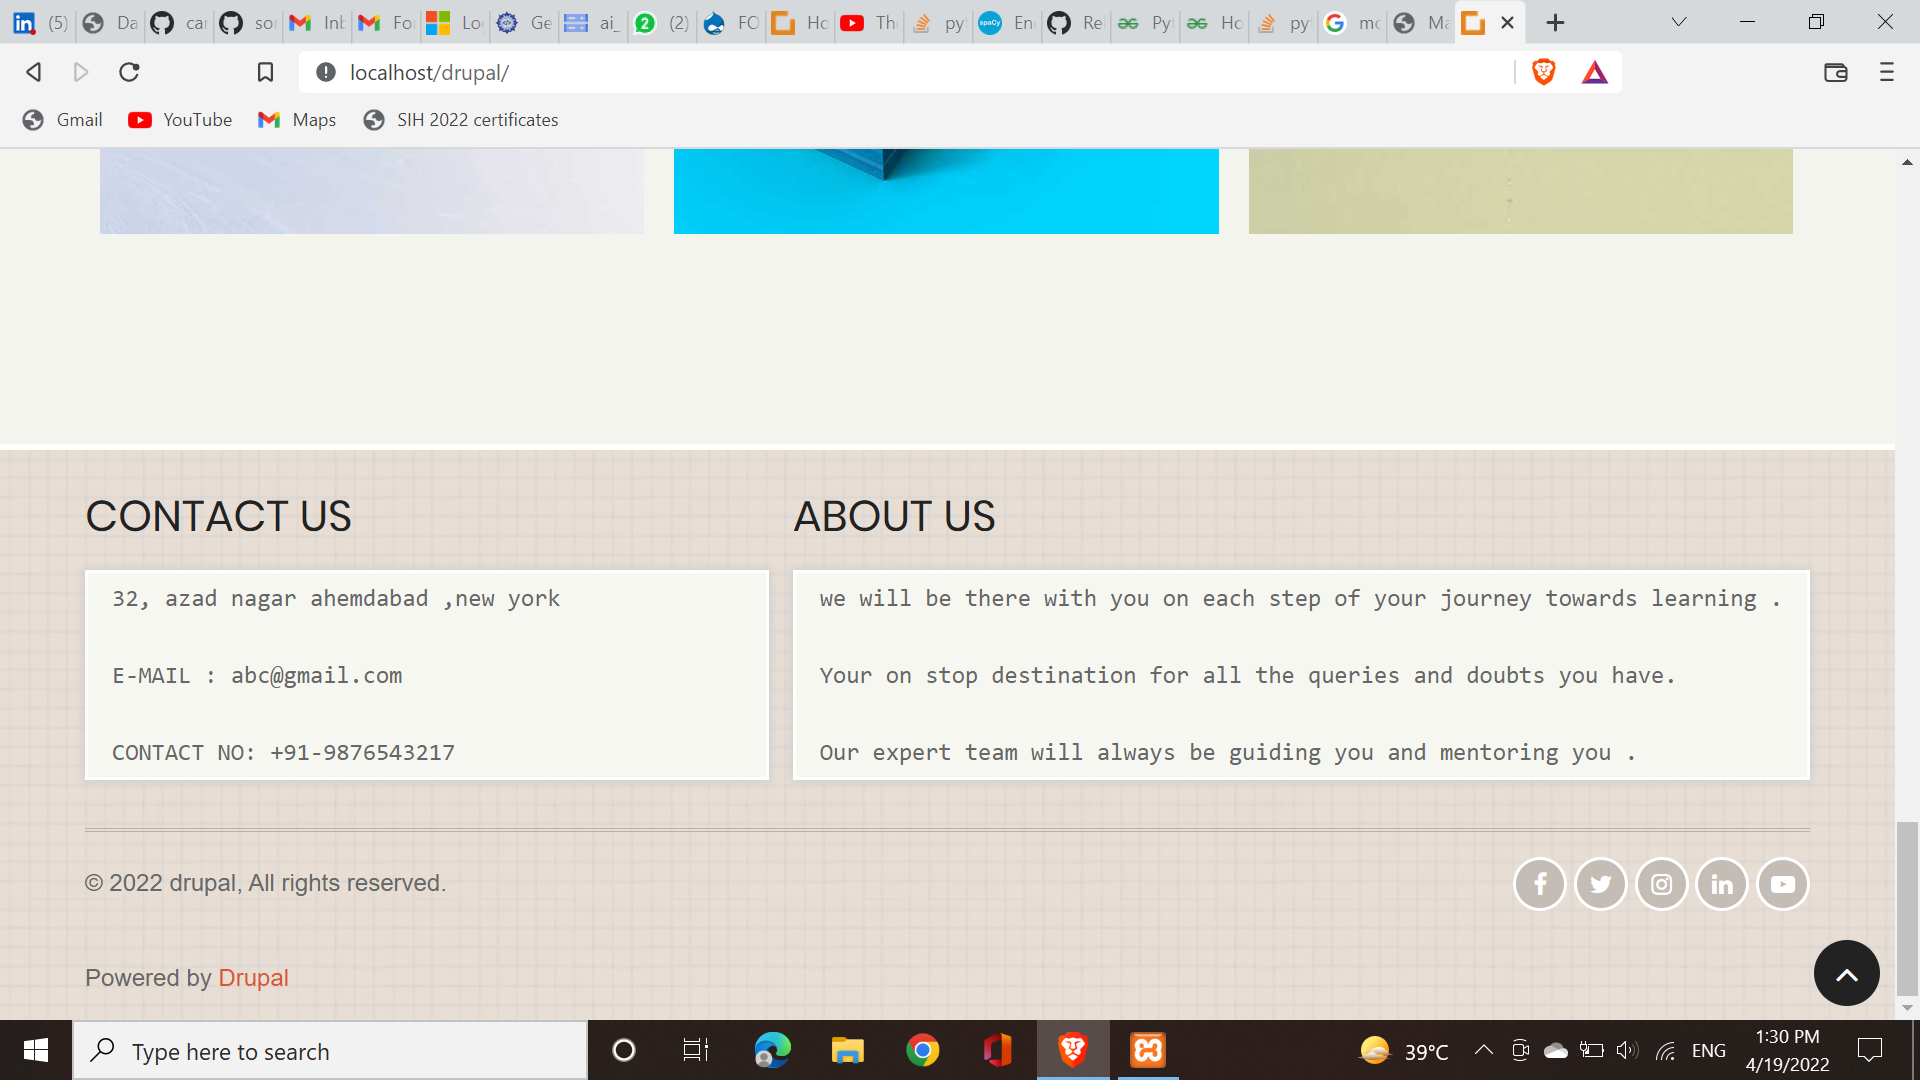 (5)
Da
car
sor
Inb
Fo
Lo
Ge
ai_
2
(2)
FO
Ho
Th
py
spaCy
En
Re
Py
Ho
py
mo
Ma
localhost/drupal/
Gmail
YouTube
Maps
SIH 2022 certificates
CONTACT US
32, azad nagar ahemdabad ,new york
E-MAIL : abc@gmail.com
CONTACT NO: +91-9876543217
ABOUT US
we will be there with you on each step of your journey towards learning .
Your on stop destination for all the queries and doubts you have.
Our expert team will always be guiding you and mentoring you .
© 2022 drupal, All rights reserved.
Powered by Drupal
Type here to search
39°C
ENG
1:30 PM
4/19/2022